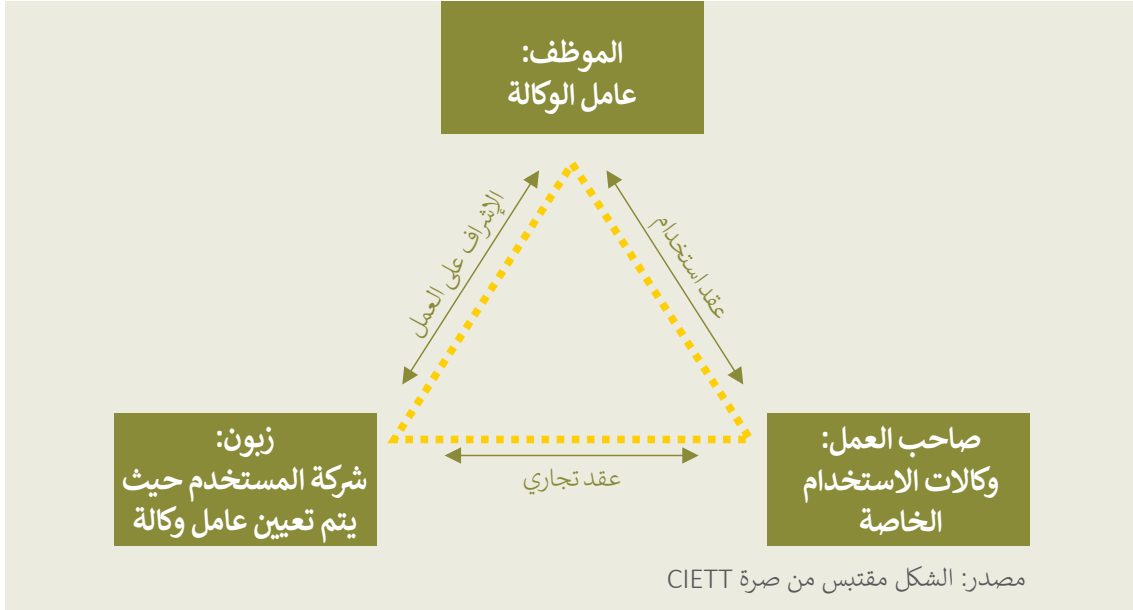 الموظف:
عامل الوكالة
الإشراف على العمل
عقد استخدام
صاحب العمل:
وكالات الاستخدام
الخاصة
زبون:
شركة المستخدم حيث
يتم تعيين عامل وكالة
عقد تجاري
مصدر: الشكل مقتبس من صرة CIETT